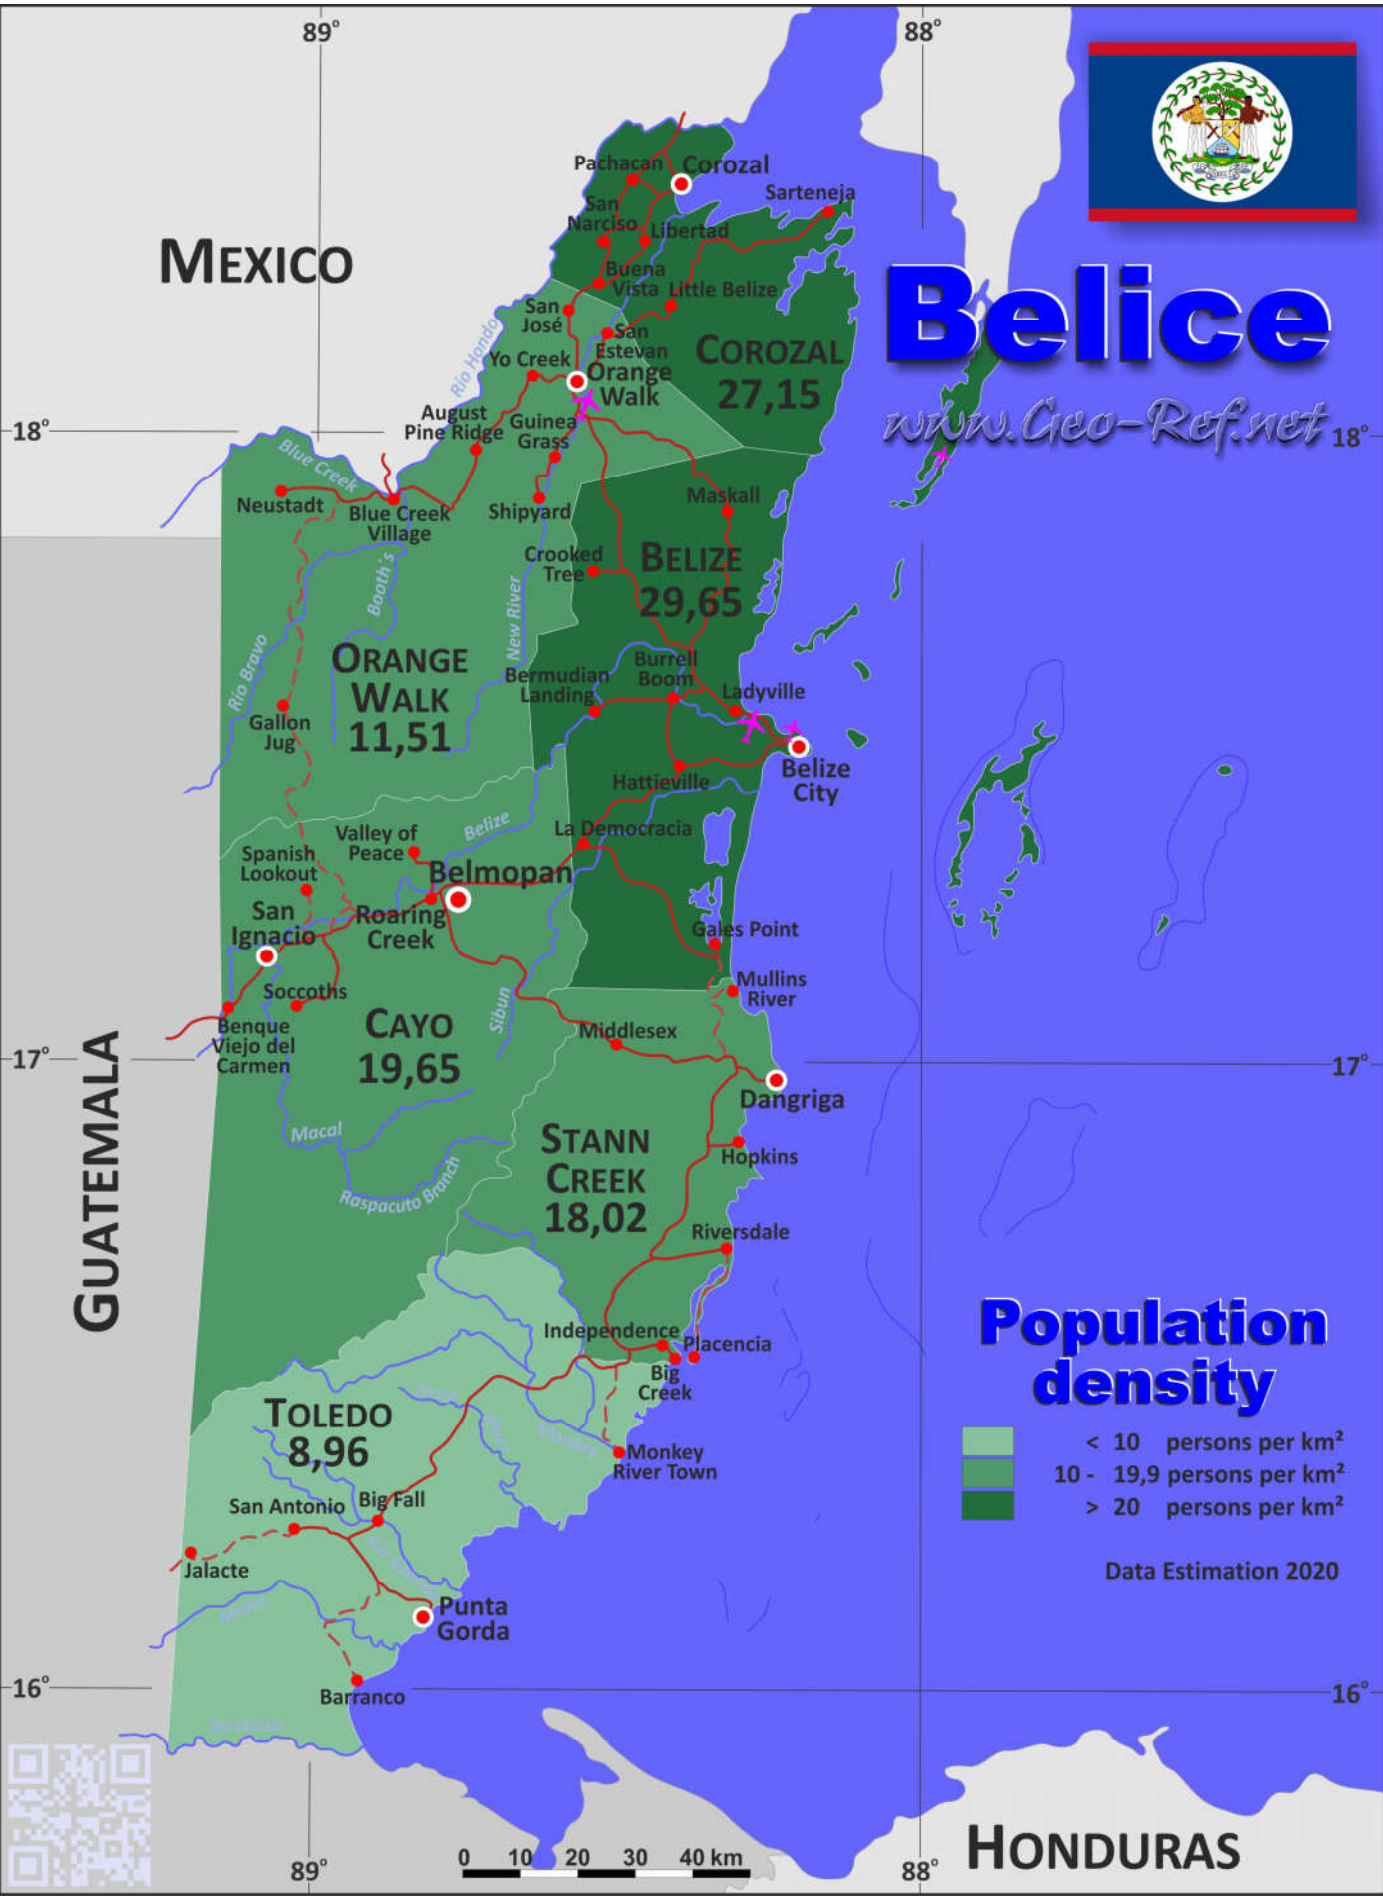 89°
88°
Pachacan
Corozal
Sarteneja
San
Narciso
Libertad
MEXICO
Buena
Vista
Little Belize
San
José
San
Estevan
Belice
Río Hondo
Yo Creek
Orange
Walk
COROZAL
27,15
www.Geo-Ref.net
August
Pine Ridge
Guinea
Grass
18°
18°
Blue Creek
Neustadt
Blue Creek
Village
Shipyard
Maskall
Crooked
Tree
BELIZE
29,65
Booth's
New River
Río Bravo
ORANGE
WALK
11,51
Burrell
Boom
Bermudian
Landing
Ladyville
Gallon
Jug
Belize
City
Hattieville
Belize
Valley of
Peace
La Democracia
Spanish
Lookout
Belmopan
San
Ignacio
Roaring
Creek
Gales Point
Mullins
River
Soccoths
Sibun
Benque
Viejo del
Carmen
CAYO
19,65
Middlesex
17°
17°
GUATEMALA
Dangriga
Macal
STANN
CREEK
18,02
Hopkins
Raspacuto Branch
Riversdale
Independence
Placencia
Big
Creek
Population
density
< 10 persons per km²
10 - 19,9 persons per km²
> 20 persons per km²
TOLEDO
8,96
Monkey
Monkey
River Town
San Antonio
Big Fall
Jalacte
Data Estimation 2020
Punta
Gorda
Barranco
16°
16°
HONDURAS
0 10 20 30 40 km
89°
88°